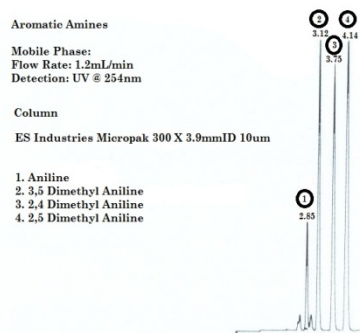 Aromatic Amines
Mobile Phase:
Flow Rate: 1.2mL/min
Detection: UV @ 254nm
Column
ES Industries Micropak 300 X 3.9mmID 10um
1. Aniline
2. 3,5 Dimethyl Aniline
3. 2,4 Dimethyl Aniline
4. 2,5 Dimethyl Aniline
1
2.85
2
3.12
3
3.75
4
4.14